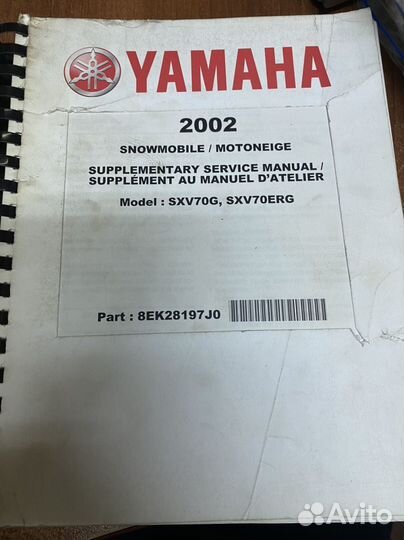 YAMAHA
2002
SNOWMOBILE / MOTONEIGE
SUPPLEMENTARY SERVICE MANUAL /
SUPPLÉMENT AU MANUEL D'ATELIER
Model : SXV70G, SXV70ERG
Part : 8EK28197J0
Avito